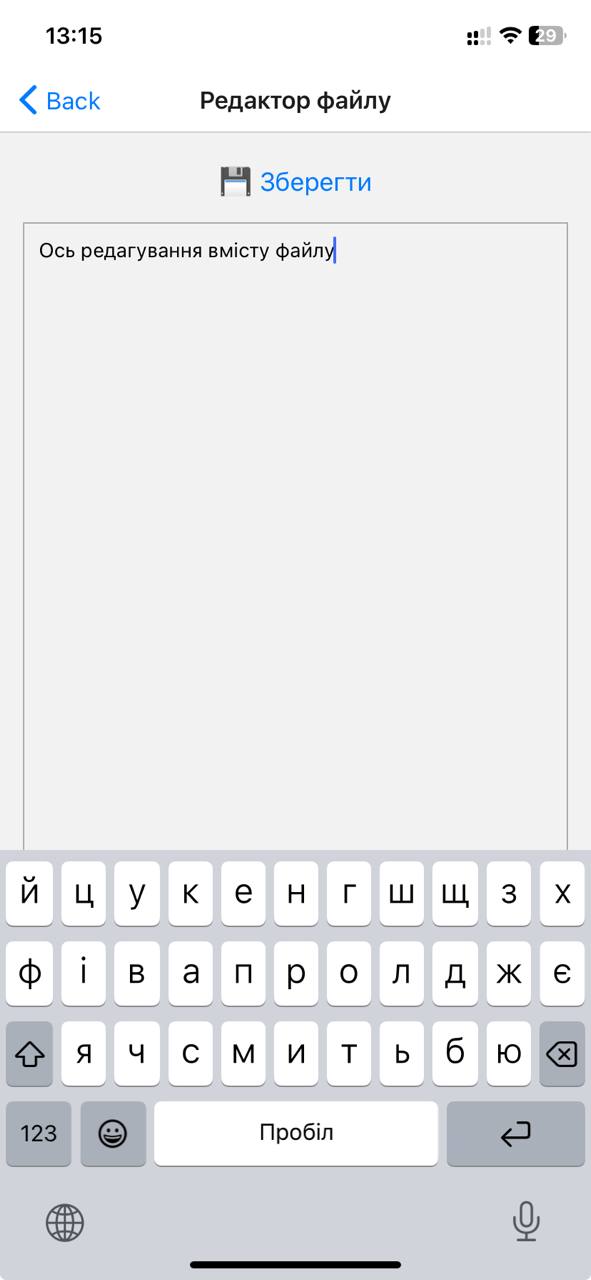 13:15
29
Back
Редактор файлу
💾 Зберегти
Ось редагування вмісту файлу
й ц у к е н г ш щ з х
ф і в а п р о л д ж є
я ч с м и т ь б ю
123 Пробіл